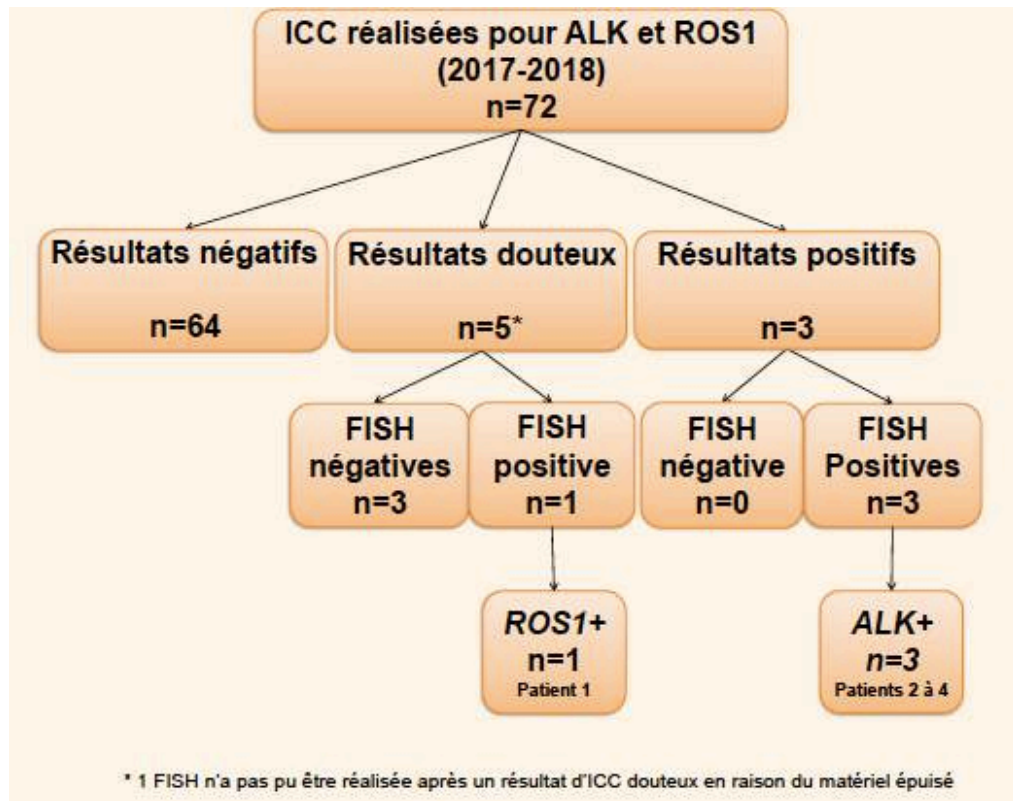 ICC réalisées pour ALK et ROS1
(2017-2018)
n=72
Résultats négatifs
n=64
Résultats douteux
n=5*
Résultats positifs
n=3
FISH
négatives
n=3
FISH
positive
n=1
FISH
négative
n=0
FISH
Positives
n=3
ROS1+
n=1
Patient 1
ALK+
n=3
Patients 2 à 4
* 1 FISH n'a pas pu être réalisée après un résultat d'ICC douteux en raison du matériel épuisé